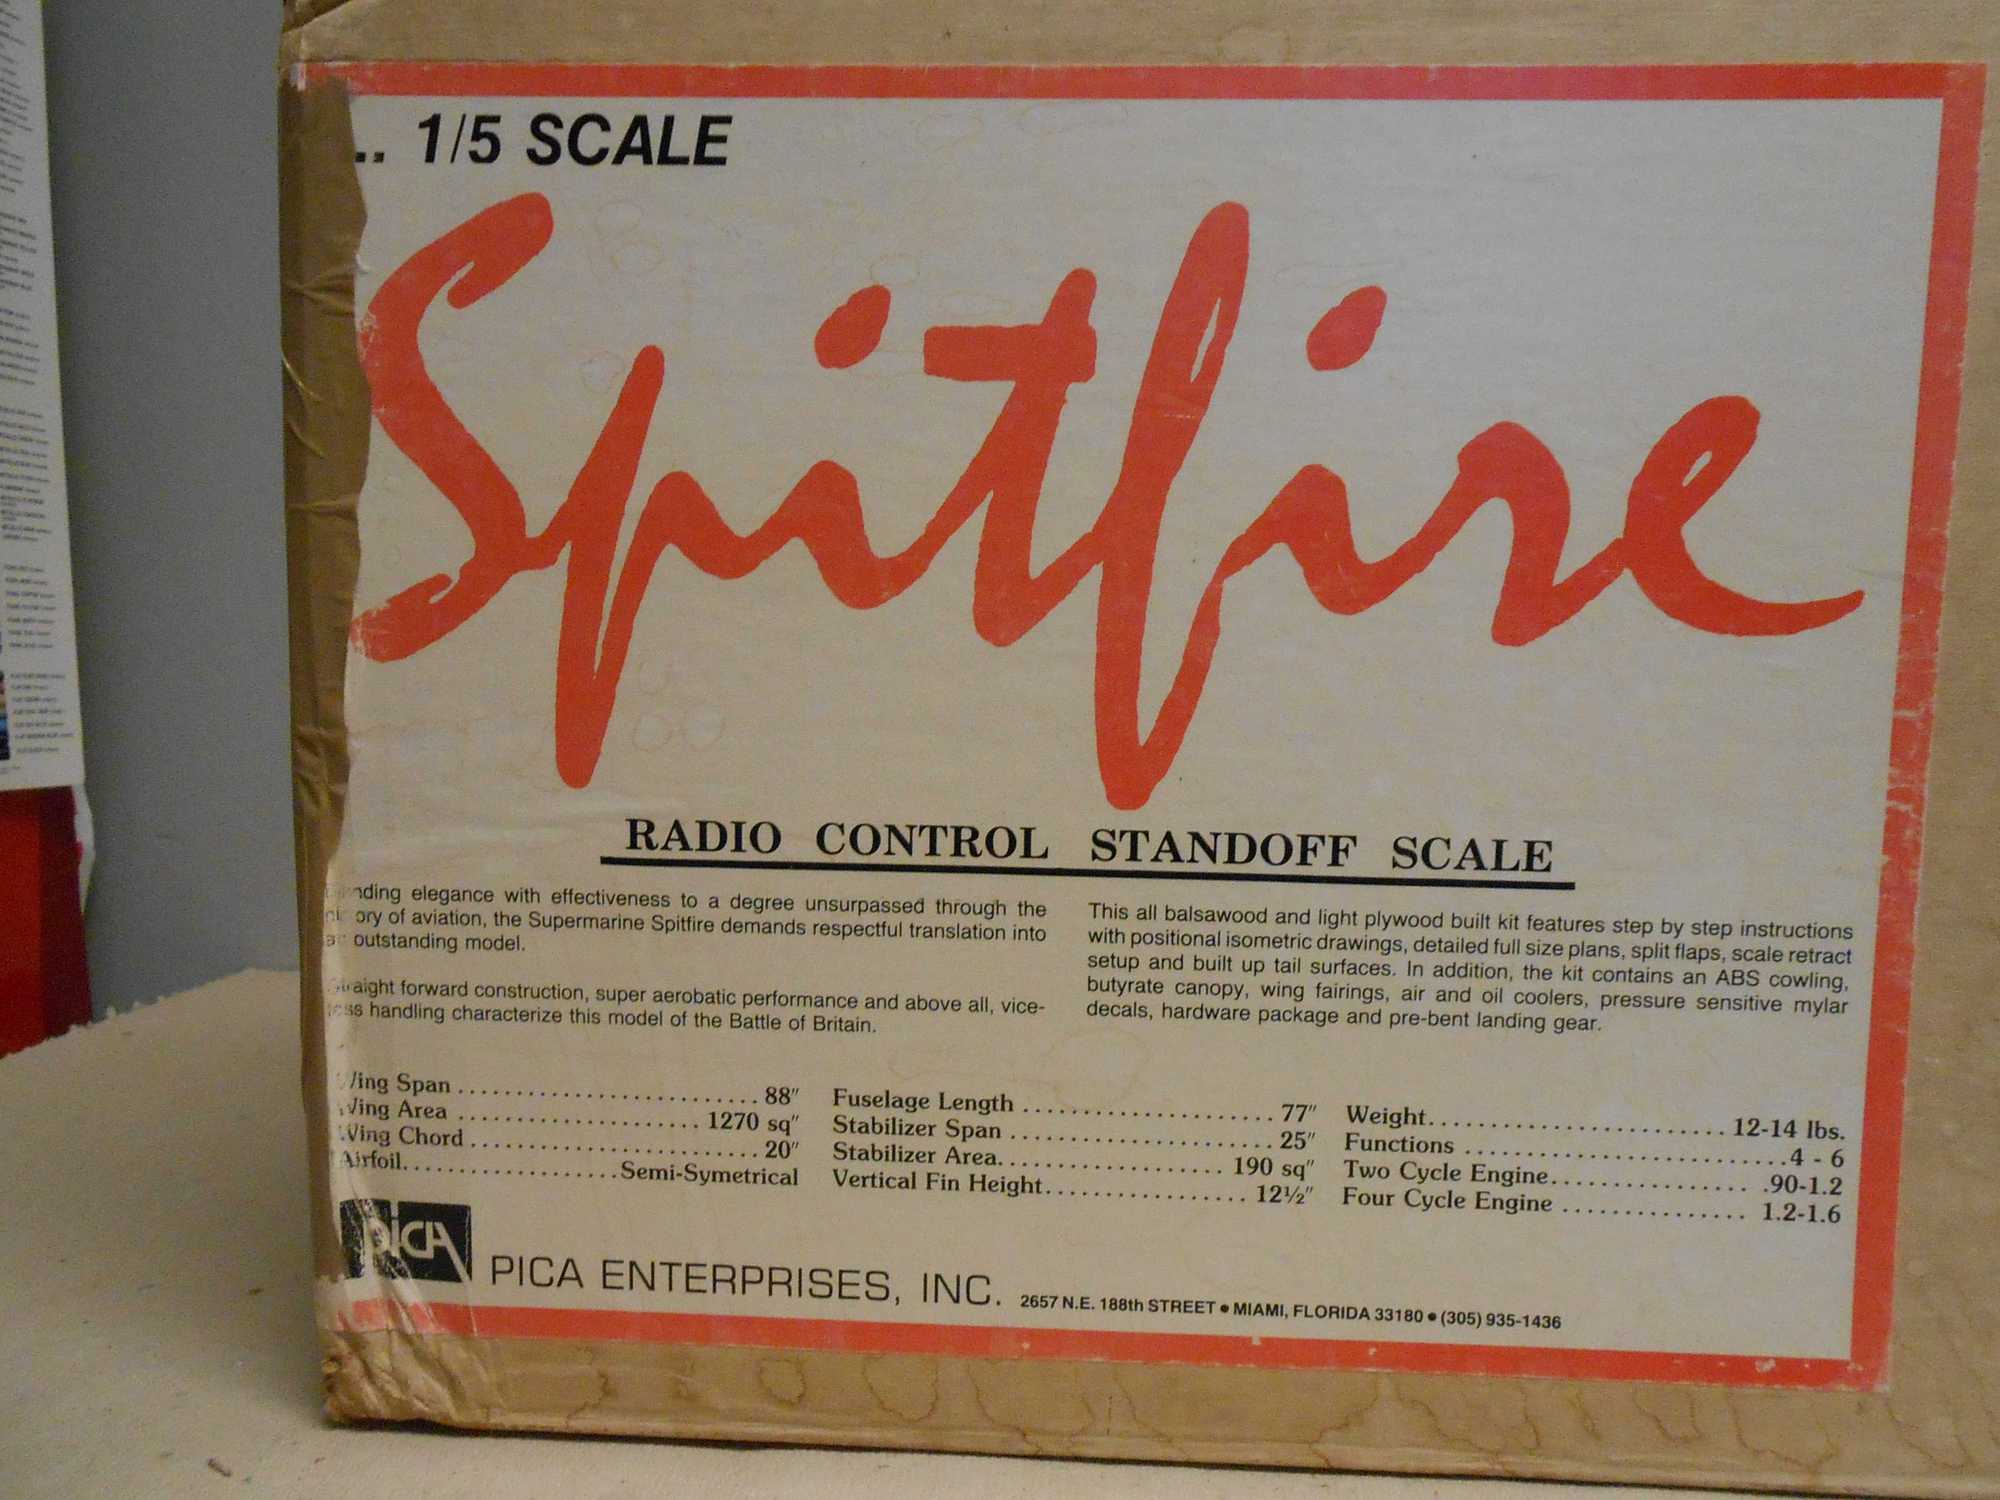 .. 1/5 SCALE
Spitfire
RADIO CONTROL STANDOFF SCALE
elegance with effectiveness to a degree unsurpassed through the
of aviation, the Supermarine Spitfire demands respectful translation into
outstanding model.
forward construction, super aerobatic performance and above all, vice-
handling characterize this model of the Battle of Britain.
This all balsawood and light plywood built kit features step by step instructions
with positional isometric drawings, detailed full size plans, split flaps, scale retract
setup and built up tail surfaces. In addition, the kit contains an ABS cowling,
butyrate canopy, wing fairings, air and oil coolers, pressure sensitive mylar
decals, hardware package and pre-bent landing gear.
Wing Span .......................... 88"
Wing Area ..................... 1270 sq"
Wing Chord .......................... 20"
Airfoil.................... Semi-Symetrical
Fuselage Length ...................... 77"
Stabilizer Span ....................... 25"
Stabilizer Area................... 190 sq"
Vertical Fin Height................. 12½"
Weight......................... 12-14 lbs.
Functions ........................... 4 - 6
Two Cycle Engine................. .90-1.2
Four Cycle Engine ................ 1.2-1.6
PICA
PICA ENTERPRISES, INC. 2657 N.E. 188th STREET • MIAMI, FLORIDA 33180 • (305) 935-1436